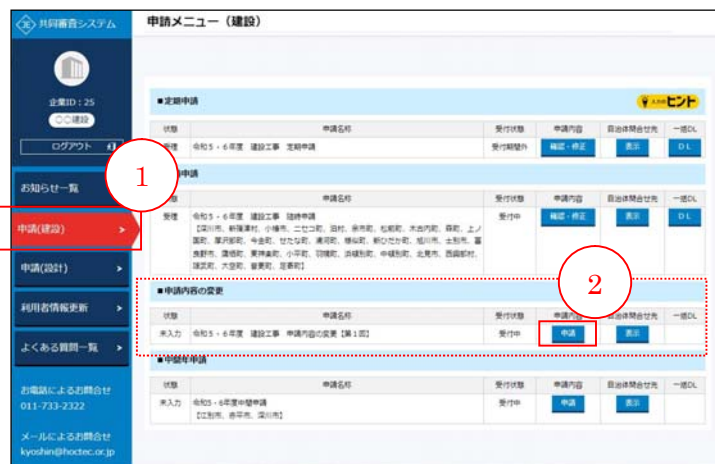 共同審査システム
申請メニュー（建設）
企業ID：25
〇〇建設
ログアウト
お知らせ一覧
申請(建設)
申請(設計)
利用者情報更新
よくある質問一覧
お電話によるお問合せ
011-733-2322
メールによるお問合せ
kyoshin@hoctec.or.jp
1
■定期申請
ヒント
状態 申請名称 受付状態 申請内容 自治体問合せ先 一括DL
受理 令和5・6年度 建設工事 定期申請 受付期間外 確認・修正 表示 DL
申請
申請名称 受付状態 申請内容 自治体問合せ先 一括DL
受理 令和5・6年度 建設工事 随時申請 受付中 確認・修正 表示 DL
2
■申請内容の変更
状態 申請名称 受付状態 申請内容 自治体問合せ先 一括DL
未入力 令和5・6年度 建設工事 申請内容の変更【第1回】 受付中 申請 表示
■中間年申請
状態 申請名称 受付状態 申請内容 自治体問合せ先 一括DL
未入力 令和5・6年度中間申請 受付中 申請 表示
【江別市、赤平市、深川市】